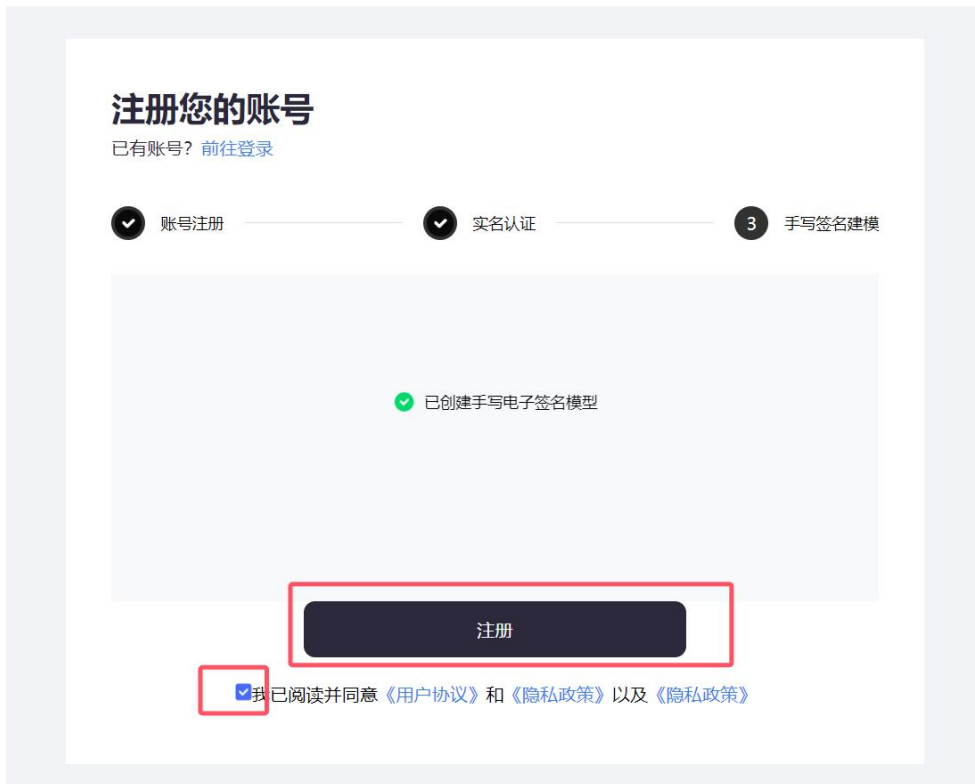 注册您的账号
已有账号？前往登录
账号注册
实名认证
3 手写签名建模
已创建手写电子签名模型
注册
我已阅读并同意《用户协议》和《隐私政策》以及《隐私政策》